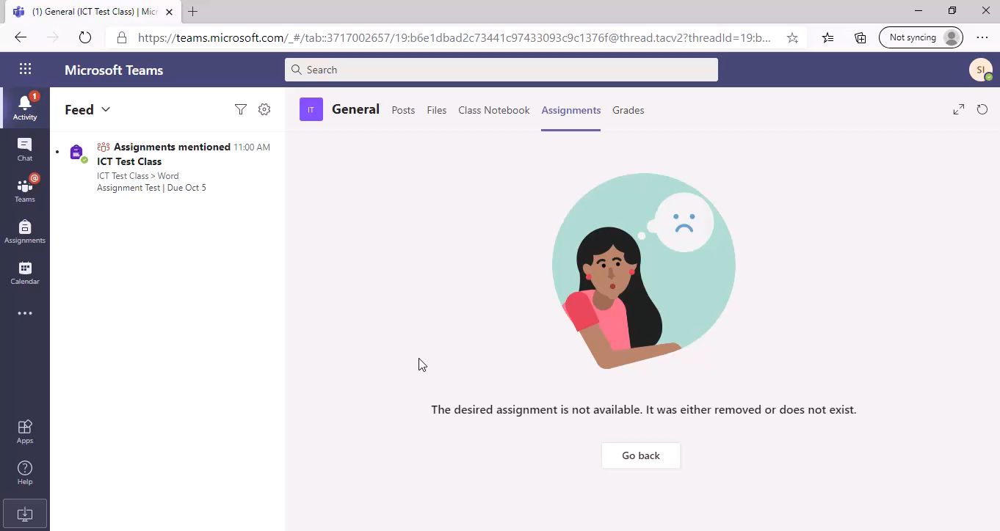 (1) General (ICT Test Class) | Micr
https://teams.microsoft.com/_#/tab::3717002657/19:b6e1dbad2c73441c97433093c9c1376f@thread.tacv2?threadId=19:b...
Not syncing
Microsoft Teams
Search
SI
1
Activity
Chat
@
Teams
Assignments
Calendar
Apps
Help
Feed
Assignments mentioned 11:00 AM
ICT Test Class
ICT Test Class > Word
Assignment Test | Due Oct 5
IT
General Posts Files Class Notebook Assignments Grades
The desired assignment is not available. It was either removed or does not exist.
Go back